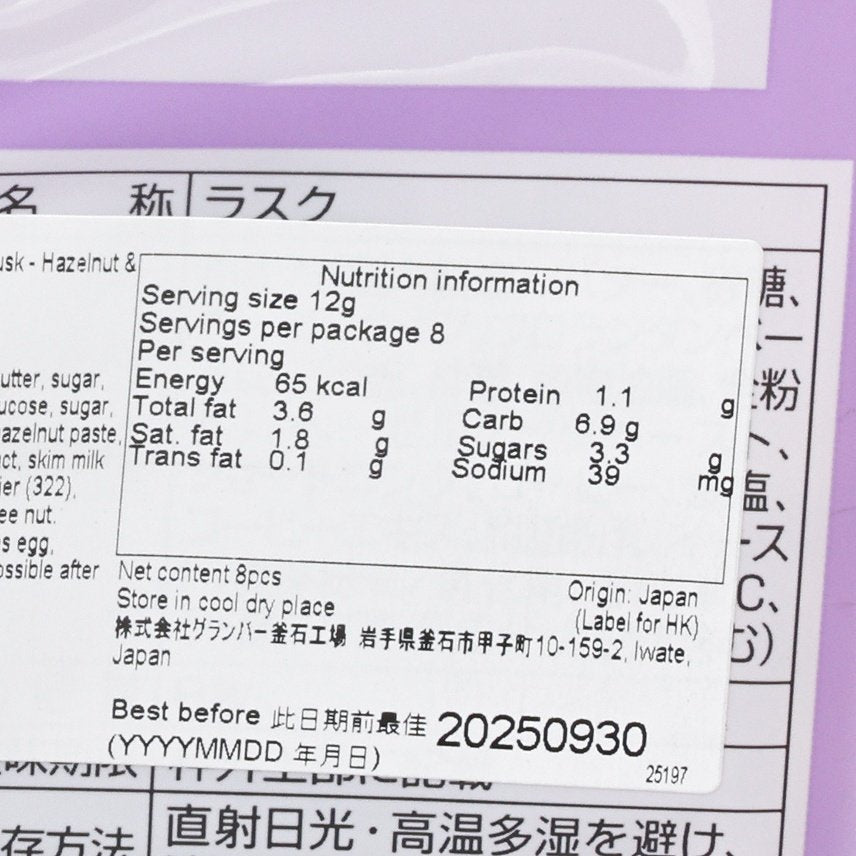 名 称 ラスク
usk - Hazelnut &
Nutrition information
Serving size 12g
Servings per package 8
Per serving
Energy 65 kcal Protein 1.1 g
Total fat 3.6 g Carb 6.9 g
Sat. fat 1.8 g Sugars 3.3 g
Trans fat 0.1 g Sodium 39 mg
utter, sugar,
ucose, sugar,
azelnut paste,
ct, skim milk
ier (322),
ee nut.
s egg,
ossible after
糖、
粉
塩、
ース
C、
む)
Net content 8pcs
Origin: Japan
Store in cool dry place
(Label for HK)
株式会社グランバー釜石工場 岩手県釜石市甲子町10-159-2, Iwate,
Japan
Best before 此日期前最佳 20250930
(YYYYMMDD 年月日)
25197
存方法 直射日光・高温多湿を避け、